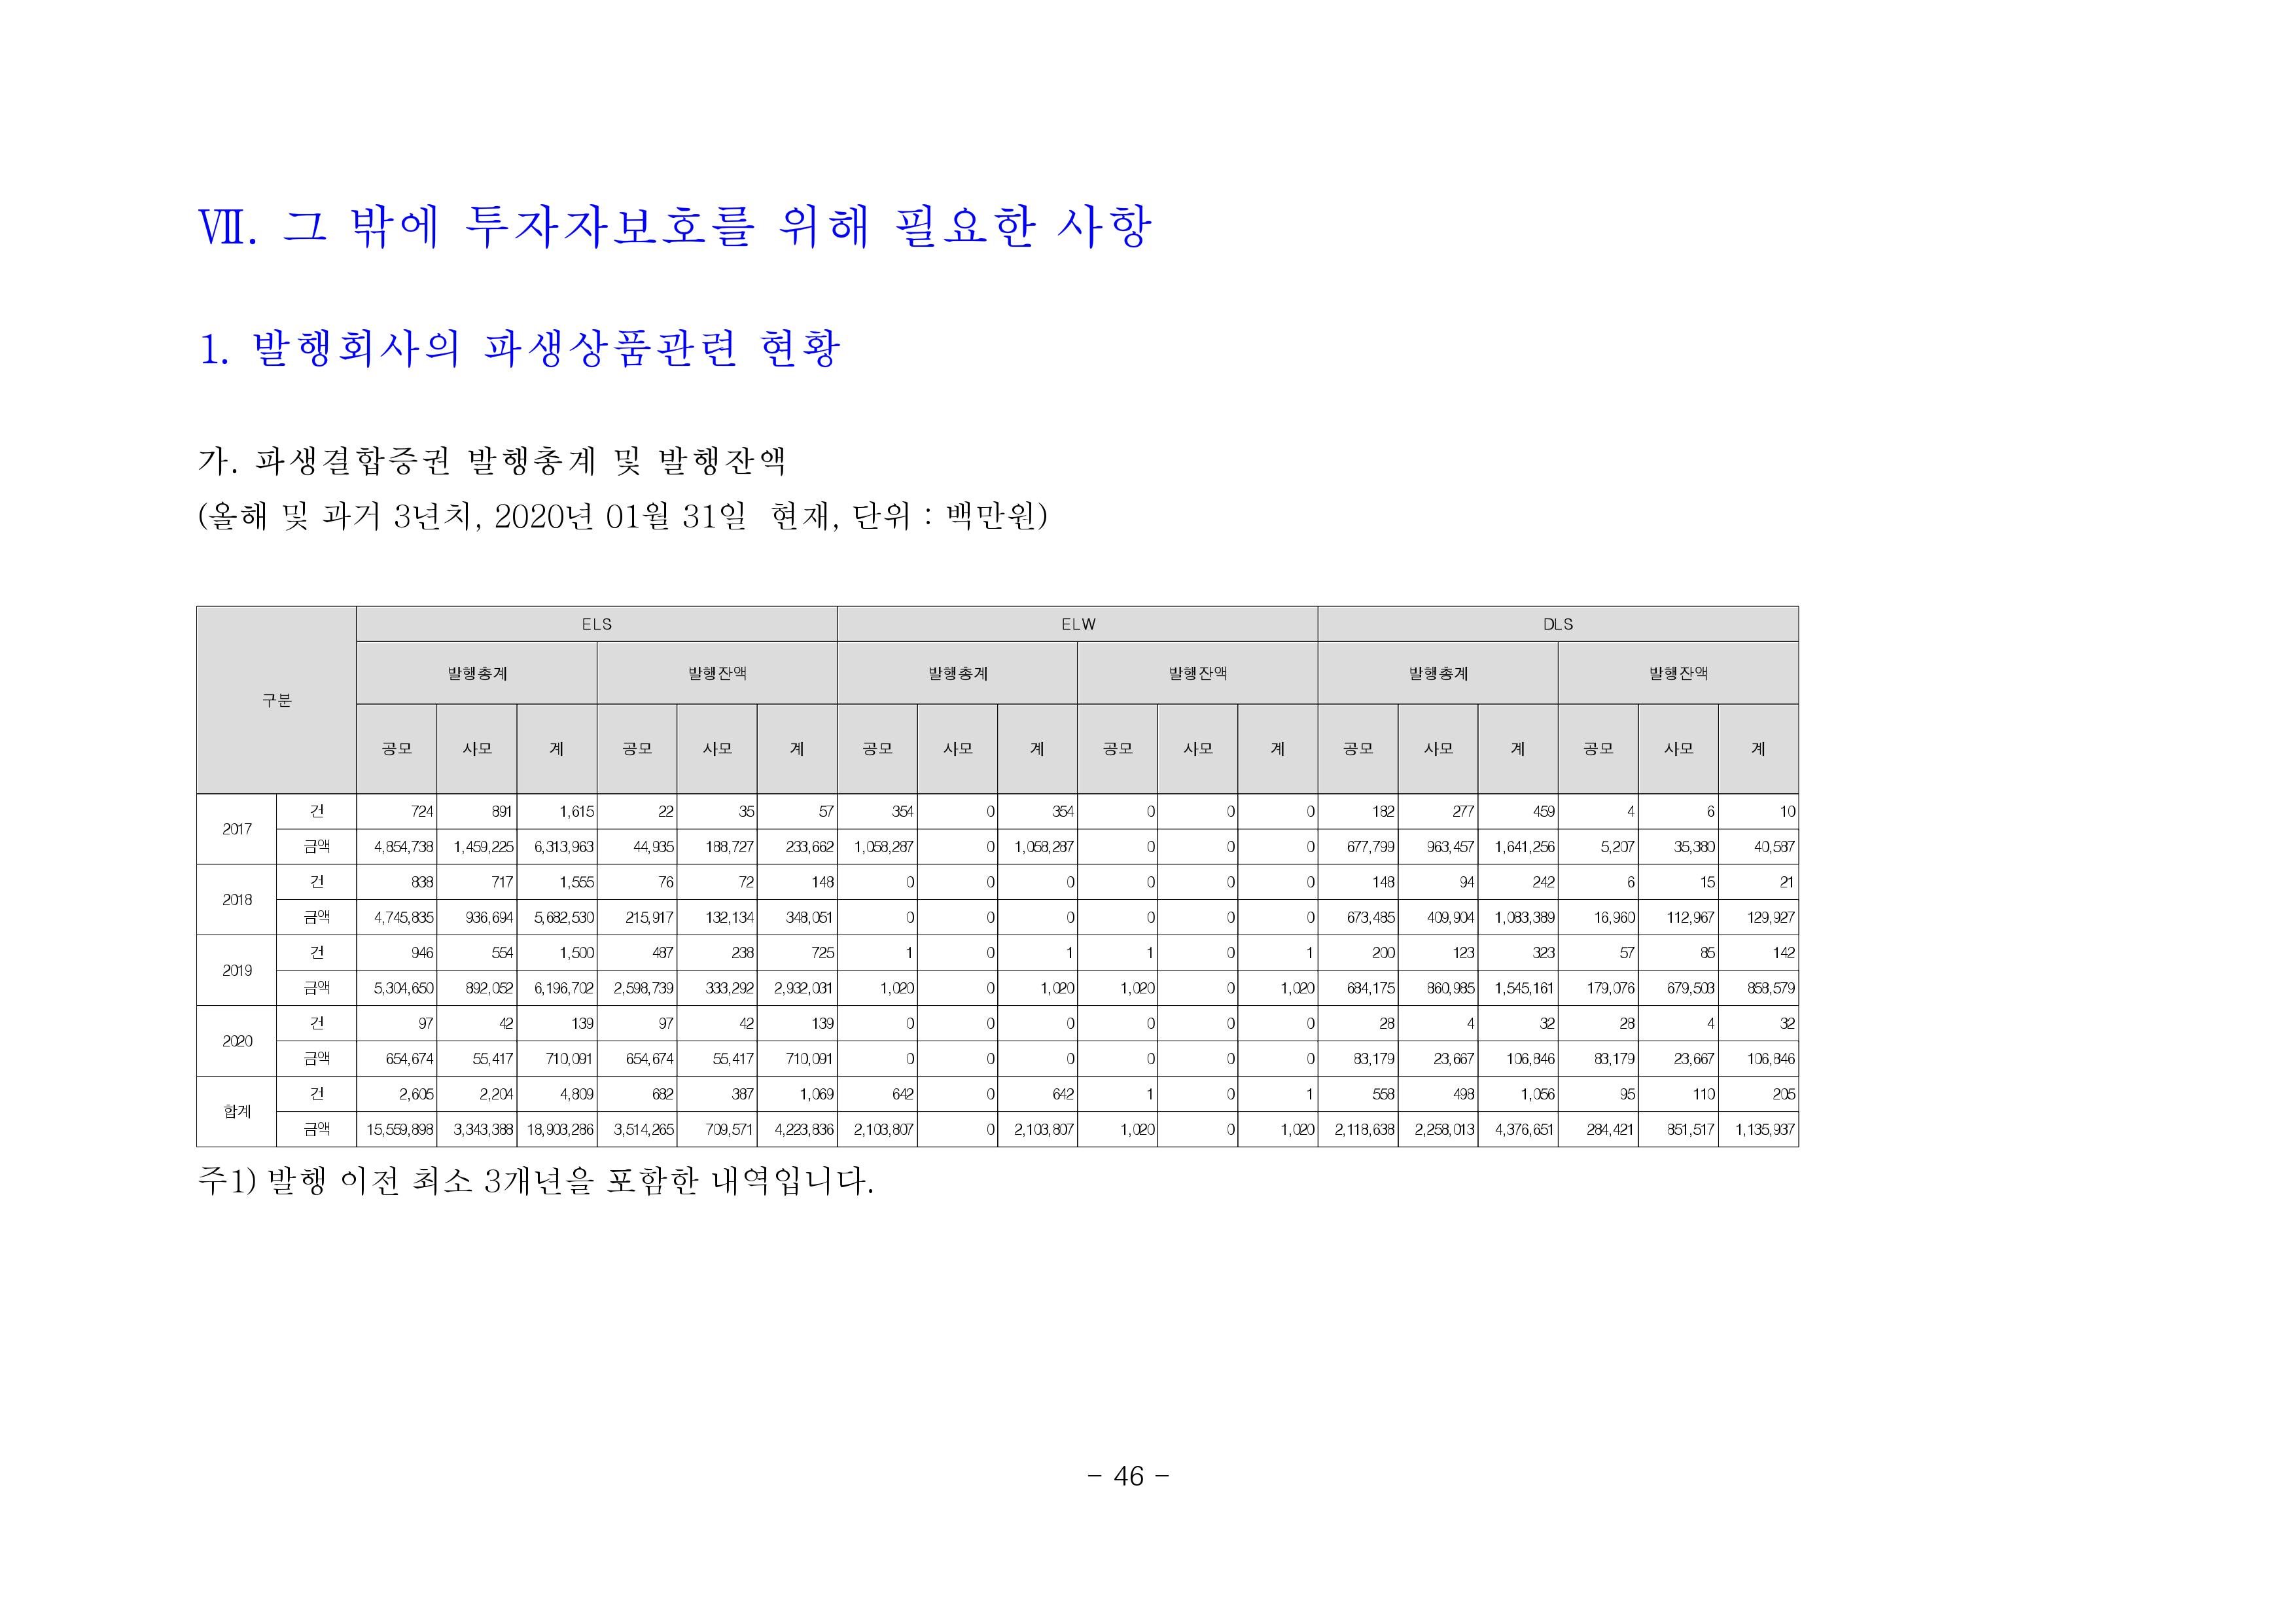 Ⅶ. 그 밖에 투자자보호를 위해 필요한 사항
1. 발행회사의 파생상품관련 현황
가. 파생결합증권 발행총계 및 발행잔액
(올해 및 과거 3년치, 2020년 01월 31일 현재, 단위 : 백만원)
구분 ELS ELW DLS
발행총계 발행잔액 발행총계 발행잔액 발행총계 발행잔액
공모 사모 계 공모 사모 계 공모 사모 계 공모 사모 계 공모 사모 계 공모 사모 계
2017 건 724 891 1,615 22 35 57 354 0 354 0 0 0 182 277 459 4 6 10
금액 4,854,738 1,459,225 6,313,963 44,935 188,727 233,662 1,058,287 0 1,058,287 0 0 0 677,799 963,457 1,641,256 5,207 35,380 40,587
2018 건 838 717 1,555 76 72 148 0 0 0 0 0 0 148 94 242 6 15 21
금액 4,745,835 936,694 5,682,530 215,917 132,134 348,051 0 0 0 0 0 0 673,485 409,904 1,083,389 16,960 112,967 129,927
2019 건 946 554 1,500 487 238 725 1 0 1 1 0 1 200 123 323 57 85 142
금액 5,304,650 892,052 6,196,702 2,598,739 333,292 2,932,031 1,020 0 1,020 1,020 0 1,020 684,175 860,985 1,545,161 179,076 679,503 858,579
2020 건 97 42 139 97 42 139 0 0 0 0 0 0 28 4 32 28 4 32
금액 654,674 55,417 710,091 654,674 55,417 710,091 0 0 0 0 0 0 83,179 23,667 106,846 83,179 23,667 106,846
합계 건 2,605 2,204 4,809 682 387 1,069 642 0 642 1 0 1 558 498 1,056 95 110 205
금액 15,559,898 3,343,388 18,903,286 3,514,265 709,571 4,223,836 2,103,807 0 2,103,807 1,020 0 1,020 2,118,638 2,258,013 4,376,651 284,421 851,517 1,135,937
주1) 발행 이전 최소 3개년을 포함한 내역입니다.
- 46 -